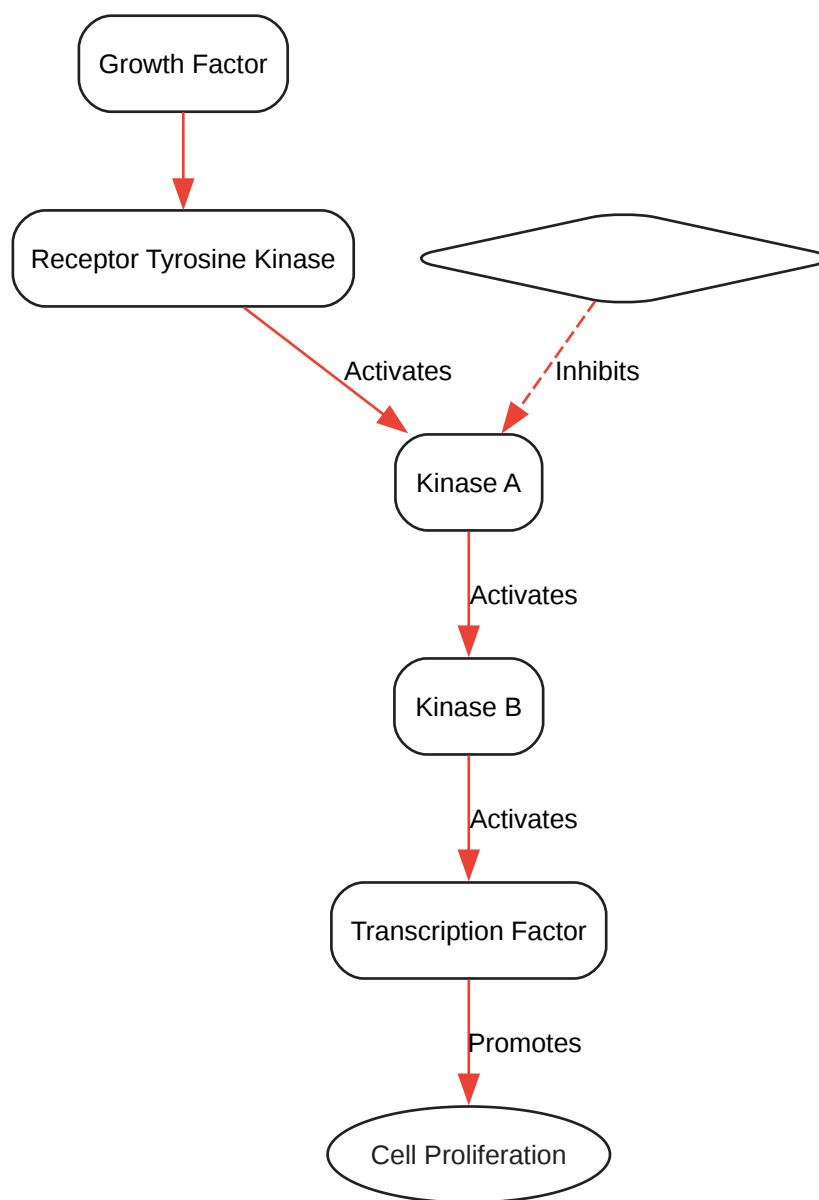 Growth Factor
Receptor Tyrosine Kinase
Activates
Inhibits
Kinase A
Activates
Kinase B
Activates
Transcription Factor
Promotes
Cell Proliferation